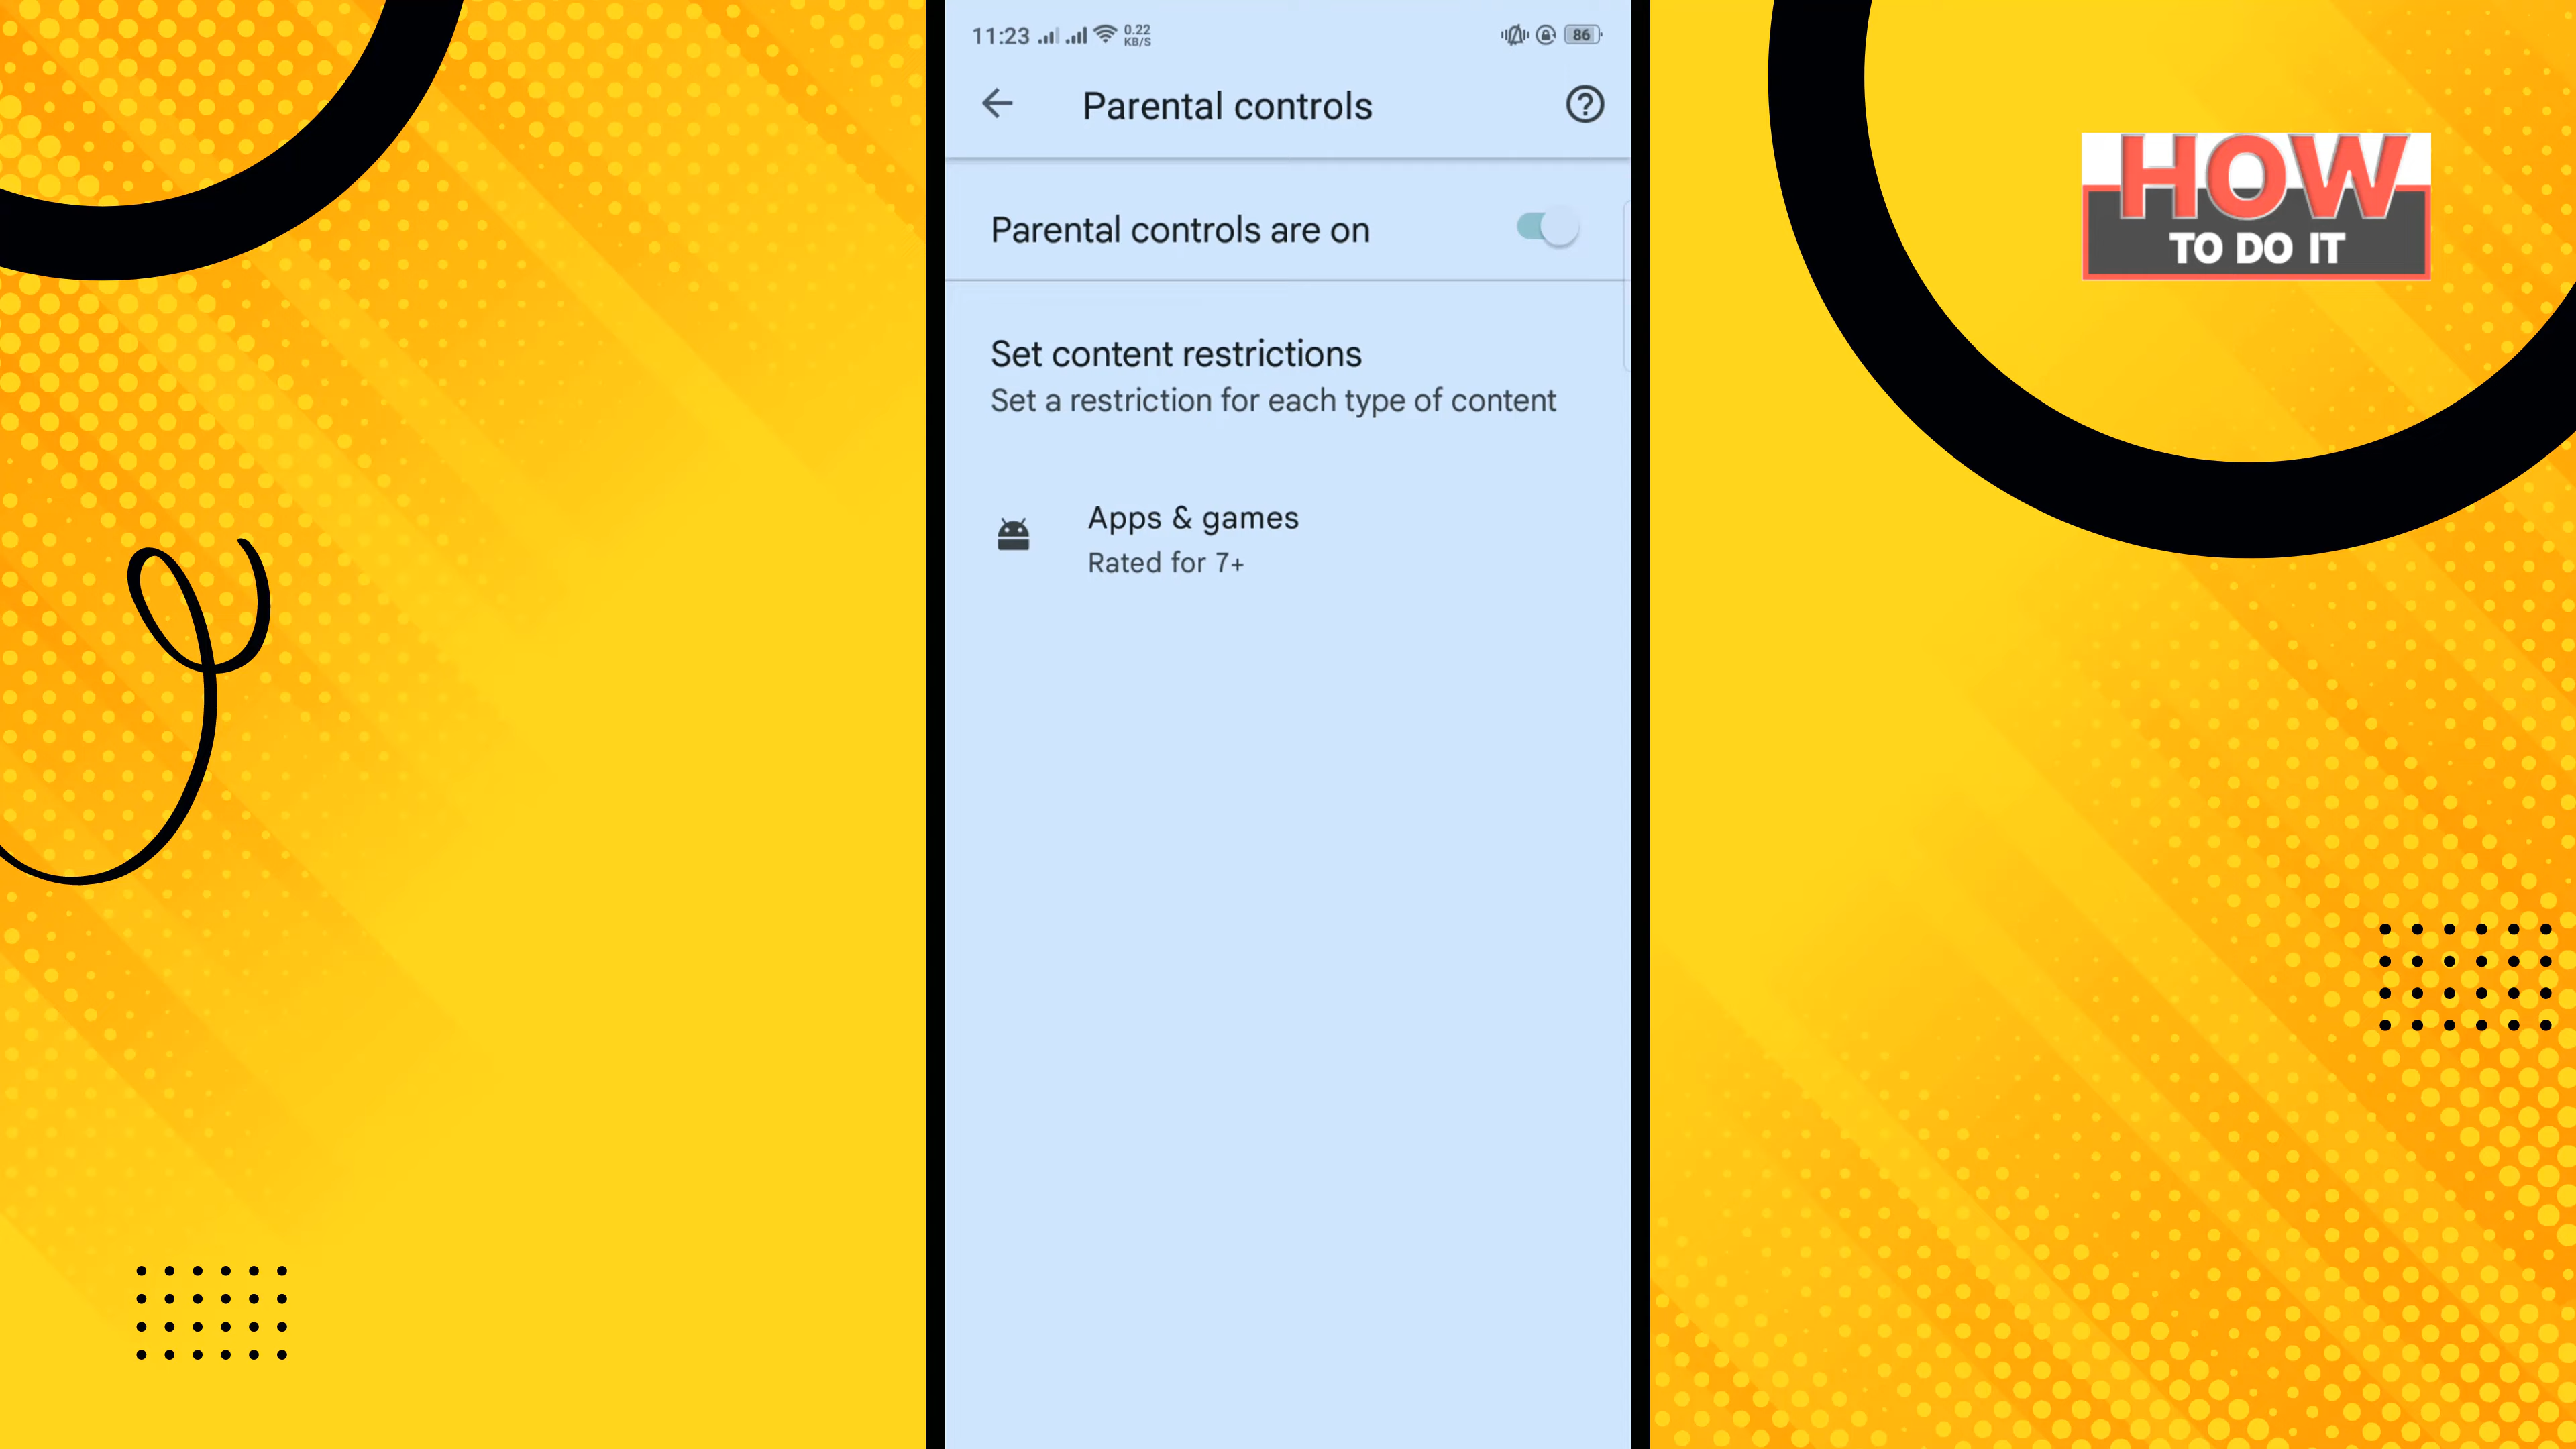 11:23 0.22 KB/S 86
Parental controls
Parental controls are on
Set content restrictions
Set a restriction for each type of content
Apps & games
Rated for 7+
HOW
TO DO IT